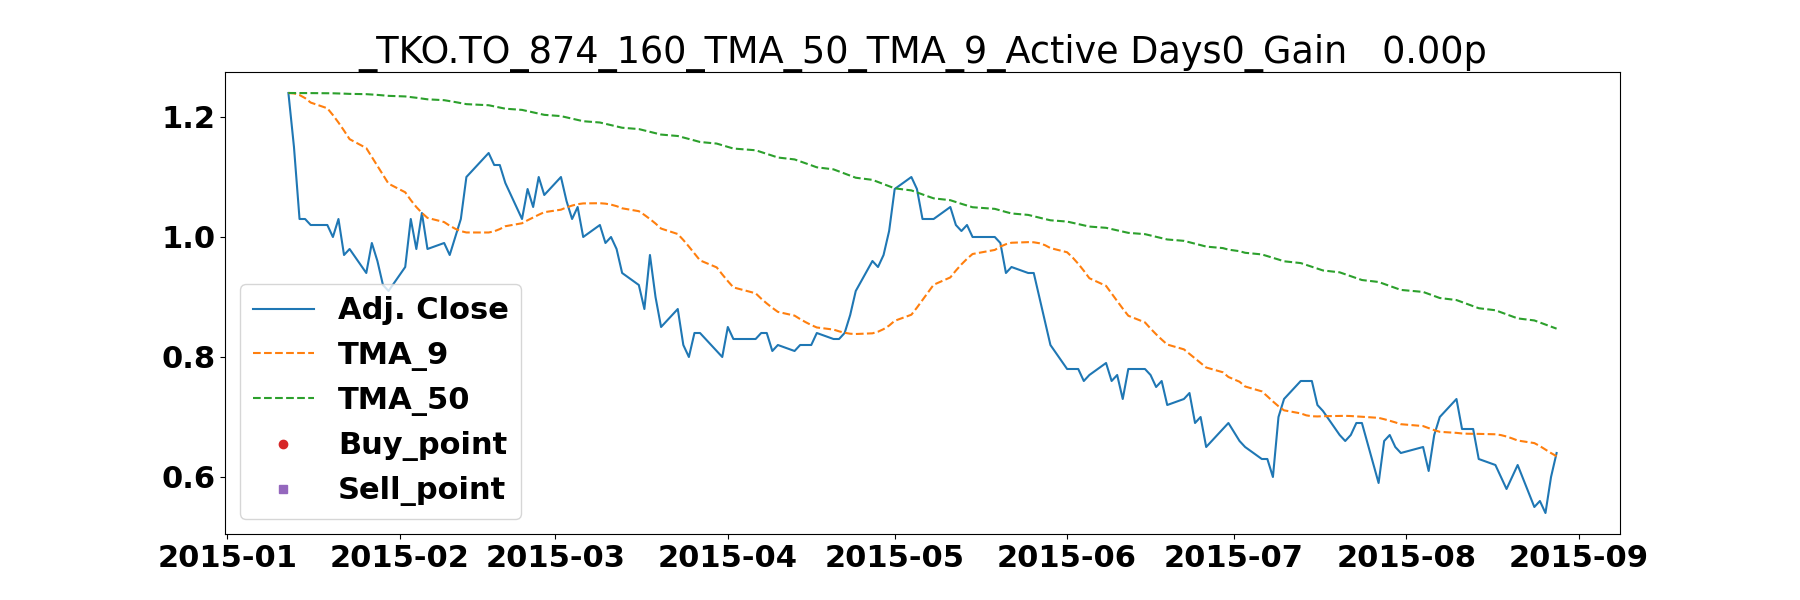 _TKO.TO_874_160_TMA_50_TMA_9_Active Days0_Gain   0.00p
1.2
1.0
0.8
0.6
Adj. Close
TMA_9
TMA_50
Buy_point
Sell_point
2015-01 2015-02 2015-03 2015-04 2015-05 2015-06 2015-07 2015-08 2015-09